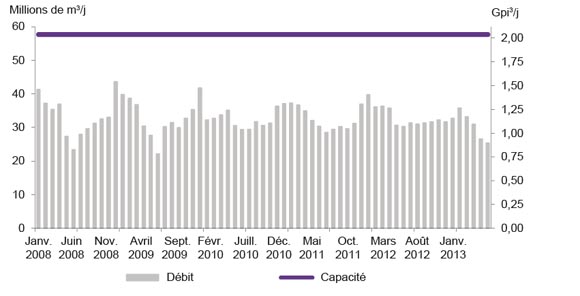 Millions de m³/j
Gpi³/j
60
50
40
30
20
10
0
2,00
1,75
1,50
1,25
1,00
0,75
0,50
0,25
0,00
Janv. Juin Nov. Avril Sept. Févr. Juill. Déc. Mai Oct. Mars Août Janv.
2008 2008 2008 2009 2009 2010 2010 2010 2011 2011 2012 2012 2013
Débit
Capacité